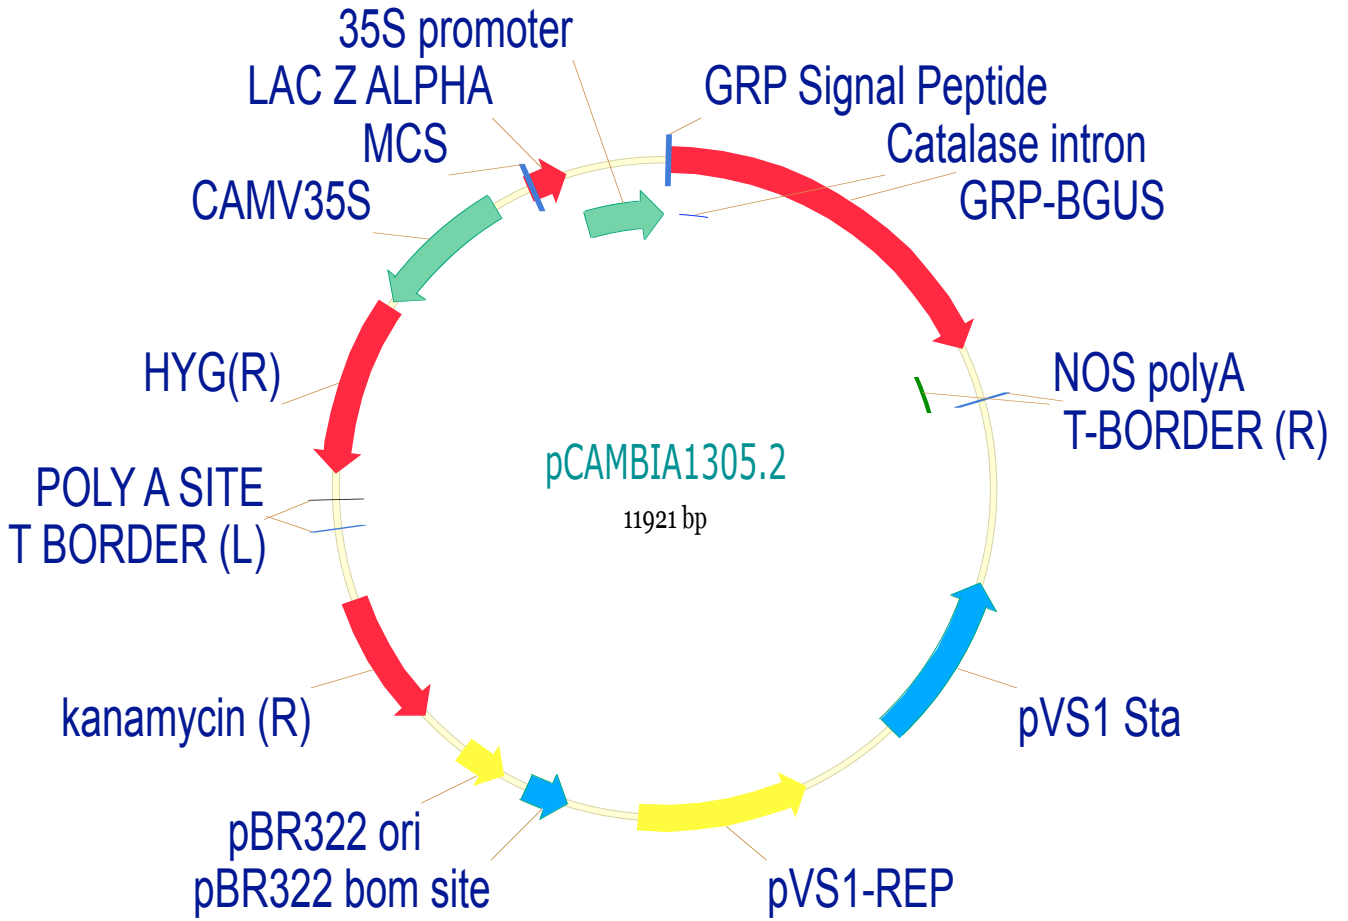 35S promoter
LAC Z ALPHA
GRP Signal Peptide
MCS
Catalase intron
CAMV35S
GRP-BGUS
HYG(R)
NOS polyA
T-BORDER (R)
pCAMBIA1305.2
11921 bp
POLY A SITE
T BORDER (L)
kanamycin (R)
pVS1 Sta
pBR322 ori
pBR322 bom site
pVS1-REP